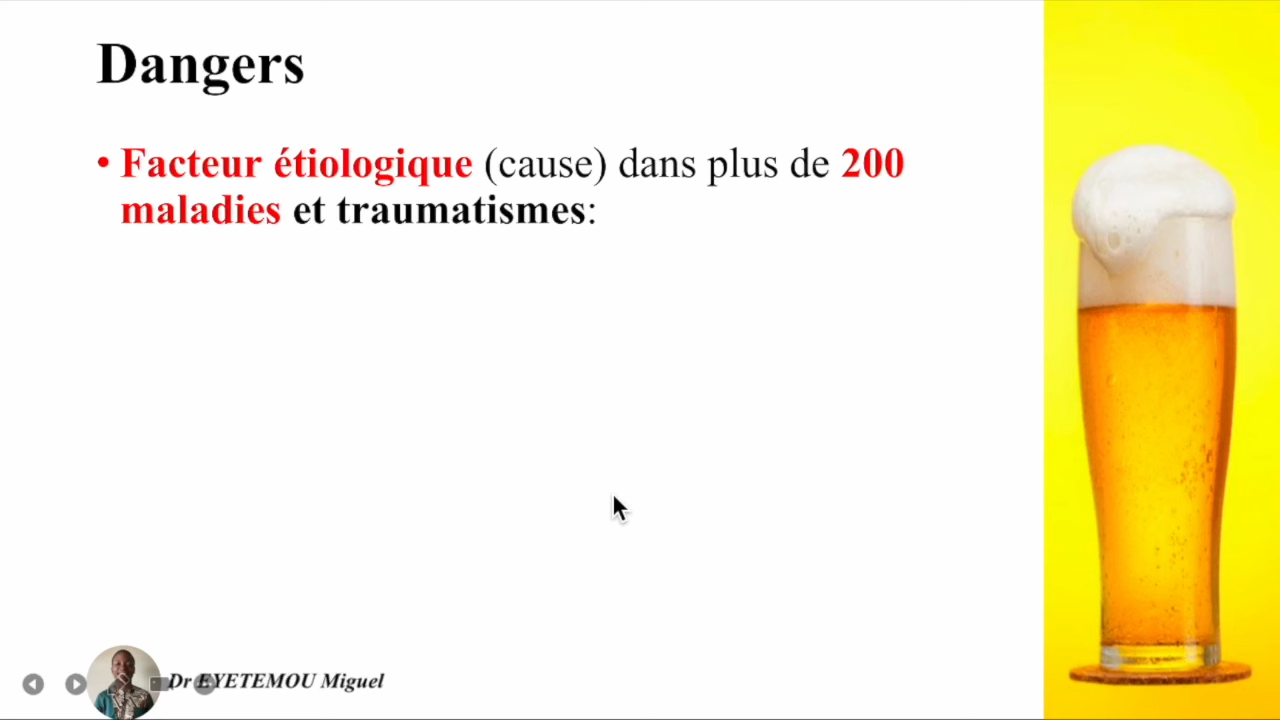 Dangers
• Facteur étiologique (cause) dans plus de 200
maladies et traumatismes:
Dr EYETEMOU Miguel